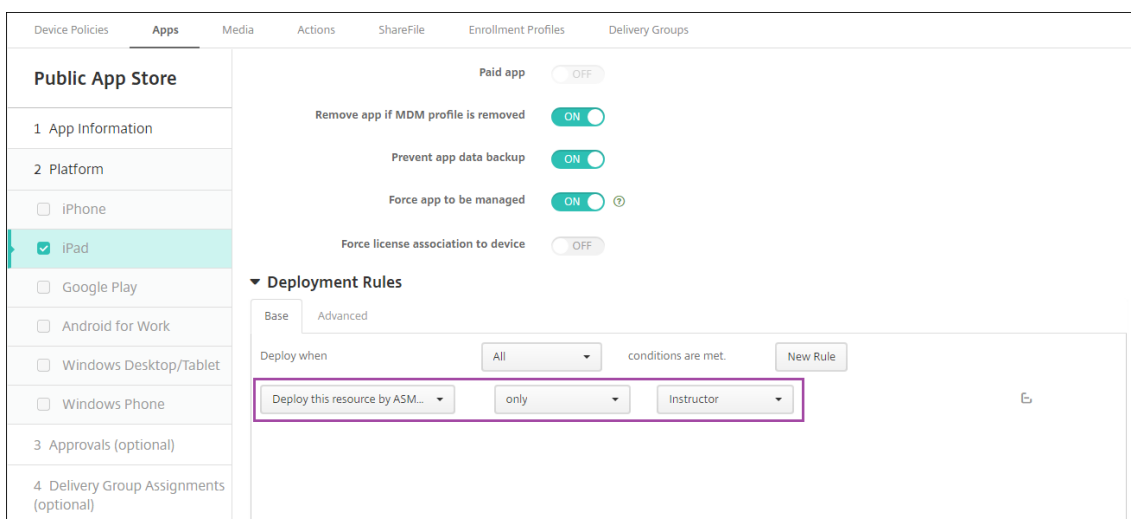 Device Policies Apps Media Actions ShareFile Enrollment Profiles Delivery Groups
Public App Store
1 App Information
2 Platform
iPhone
iPad
Google Play
Android for Work
Windows Desktop/Tablet
Windows Phone
3 Approvals (optional)
4 Delivery Group Assignments
(optional)
Paid app OFF
Remove app if MDM profile is removed ON
Prevent app data backup ON
Force app to be managed ON ?
Force license association to device OFF
Deployment Rules
Base Advanced
Deploy when All conditions are met. New Rule
Deploy this resource by ASM... only Instructor